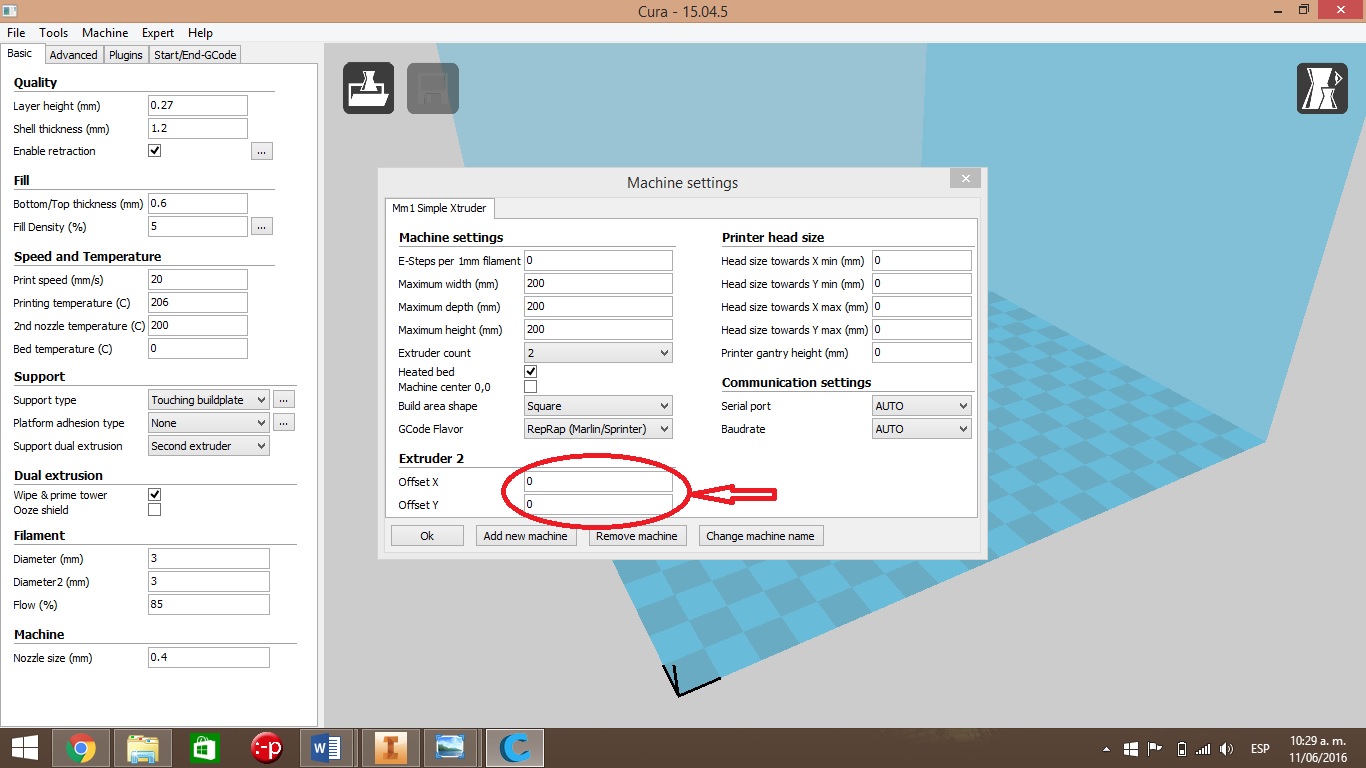 Cura - 15.04.5
File Tools Machine Expert Help
Basic Advanced Plugins Start/End-GCode
Quality
Layer height (mm) 0.27
Shell thickness (mm) 1.2
Enable retraction ...
Fill
Bottom/Top thickness (mm) 0.6
Fill Density (%) 5 ...
Speed and Temperature
Print speed (mm/s) 20
Printing temperature (C) 206
2nd nozzle temperature (C) 200
Bed temperature (C) 0
Support
Support type Touching buildplate ...
Platform adhesion type None ...
Support dual extrusion Second extruder
Dual extrusion
Wipe & prime tower
Ooze shield
Filament
Diameter (mm) 3
Diameter2 (mm) 3
Flow (%) 85
Machine
Nozzle size (mm) 0.4
Machine settings
Mm1 Simple Xtruder
Machine settings
E-Steps per 1mm filament 0
Maximum width (mm) 200
Maximum depth (mm) 200
Maximum height (mm) 200
Extruder count 2
Heated bed
Machine center 0,0
Build area shape Square
GCode Flavor RepRap (Marlin/Sprinter)
Extruder 2
Offset X 0
Offset Y 0
Printer head size
Head size towards X min (mm) 0
Head size towards Y min (mm) 0
Head size towards X max (mm) 0
Head size towards Y max (mm) 0
Printer gantry height (mm) 0
Communication settings
Serial port AUTO
Baudrate AUTO
Ok Add new machine Remove machine Change machine name
:-p W I C ESP 10:29 a. m.
11/06/2016